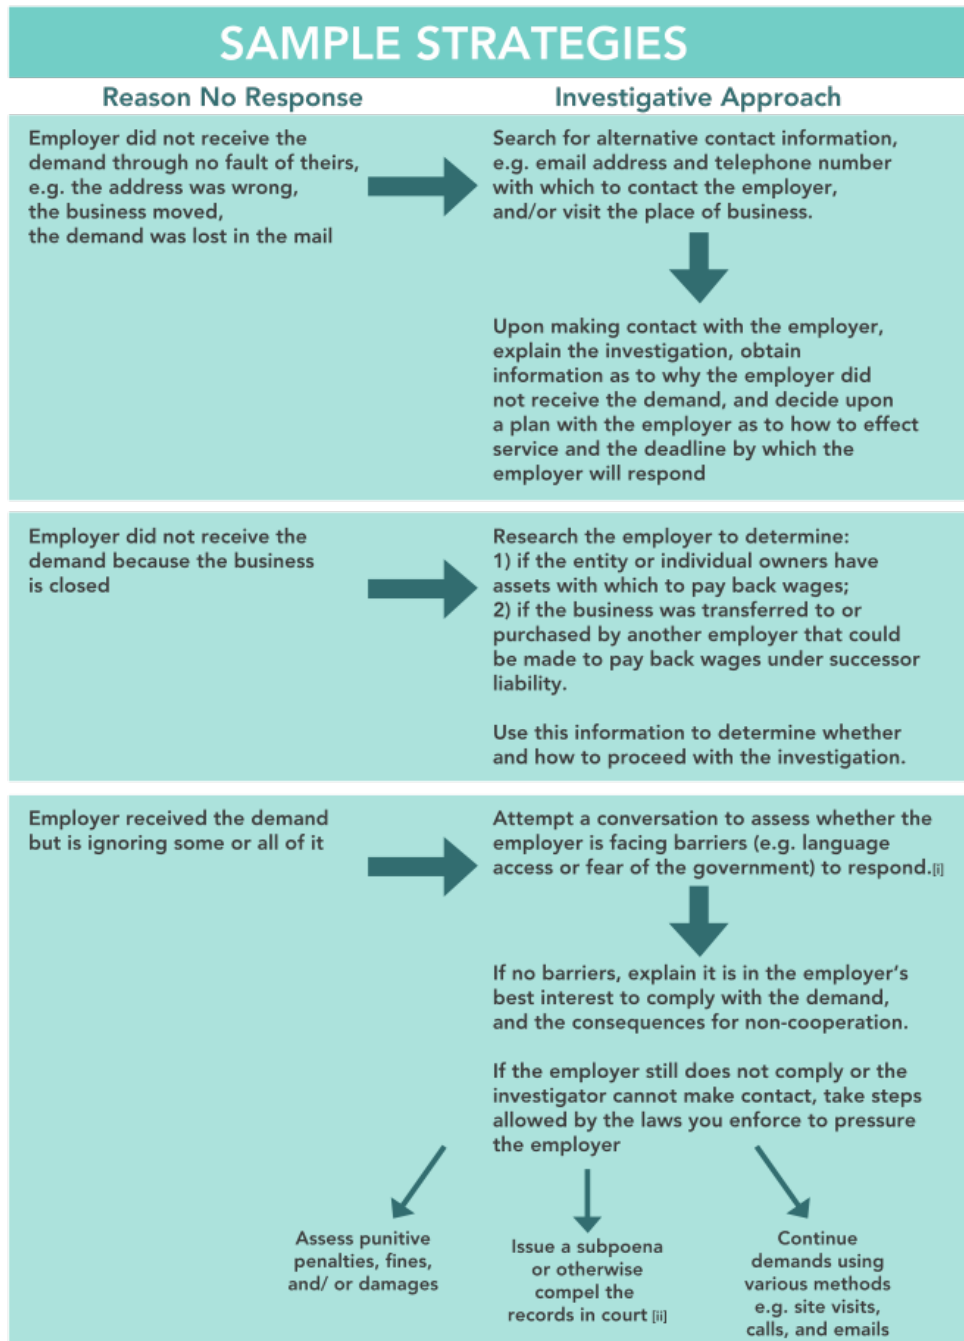 SAMPLE STRATEGIES
Reason No Response
Investigative Approach
Employer did not receive the
demand through no fault of theirs,
e.g. the address was wrong,
the business moved,
the demand was lost in the mail
Search for alternative contact information,
e.g. email address and telephone number
with which to contact the employer,
and/or visit the place of business.
Upon making contact with the employer,
explain the investigation, obtain
information as to why the employer did
not receive the demand, and decide upon
a plan with the employer as to how to effect
service and the deadline by which the
employer will respond
Employer did not receive the
demand because the business
is closed
Research the employer to determine:
1) if the entity or individual owners have
assets with which to pay back wages;
2) if the business was transferred to or
purchased by another employer that could
be made to pay back wages under successor
liability.
Use this information to determine whether
and how to proceed with the investigation.
Employer received the demand
but is ignoring some or all of it
Attempt a conversation to assess whether the
employer is facing barriers (e.g. language
access or fear of the government) to respond.[i]
If no barriers, explain it is in the employer's
best interest to comply with the demand,
and the consequences for non-cooperation.
If the employer still does not comply or the
investigator cannot make contact, take steps
allowed by the laws you enforce to pressure
the employer
Assess punitive
penalties, fines,
and/ or damages
Issue a subpoena
or otherwise
compel the
records in court [ii]
Continue
demands using
various methods
e.g. site visits,
calls, and emails